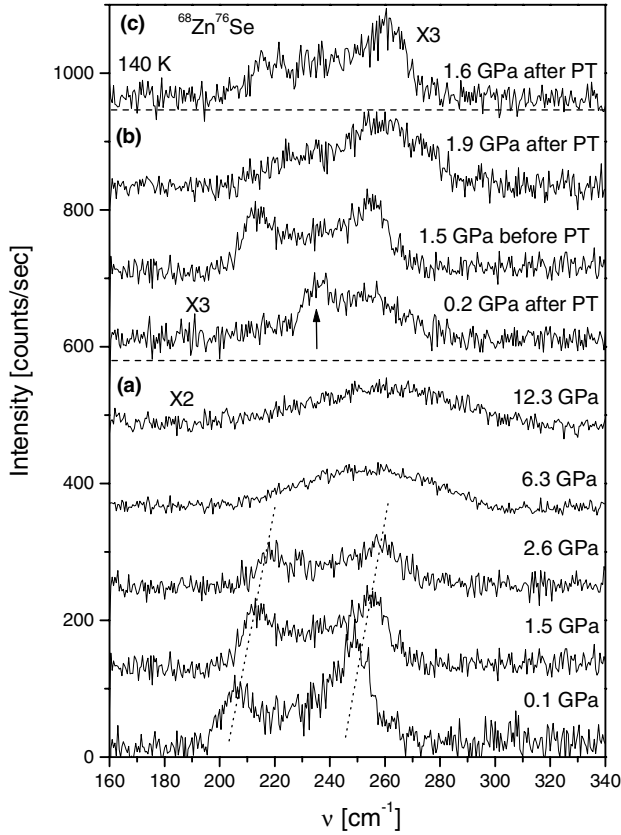 (c)
⁶⁸Zn⁷⁶Se
X3
140 K
1.6 GPa after PT
(b)
1.9 GPa after PT
1.5 GPa before PT
X3
0.2 GPa after PT
(a)
X2
12.3 GPa
6.3 GPa
2.6 GPa
1.5 GPa
0.1 GPa
Intensity [counts/sec]
1000
800
600
400
200
0
160 180 200 220 240 260 280 300 320 340
ν [cm⁻¹]